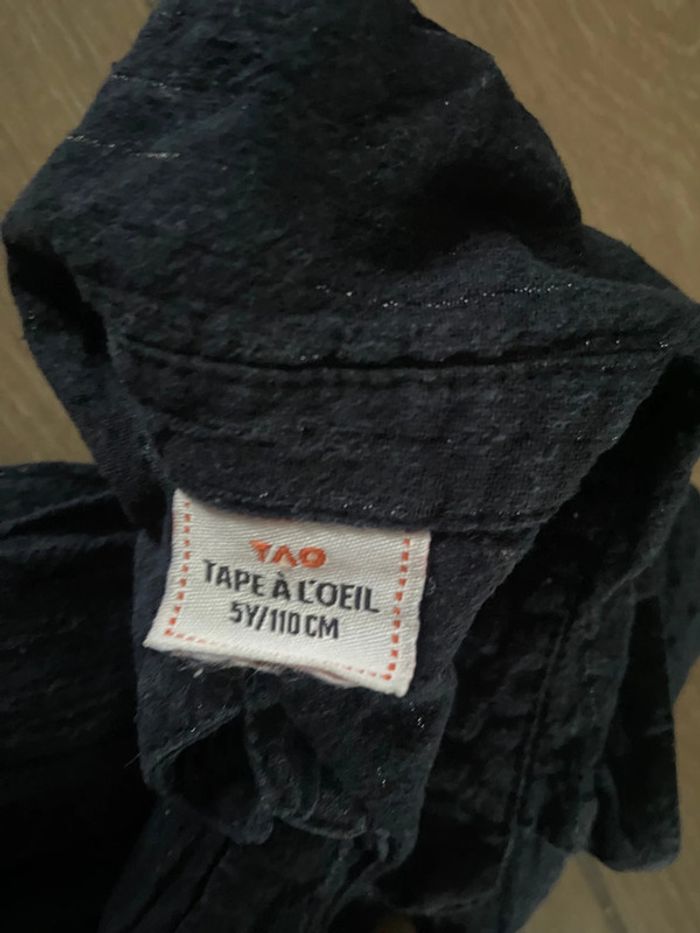 TAO
TAPE À L'OEIL
5Y/110 CM